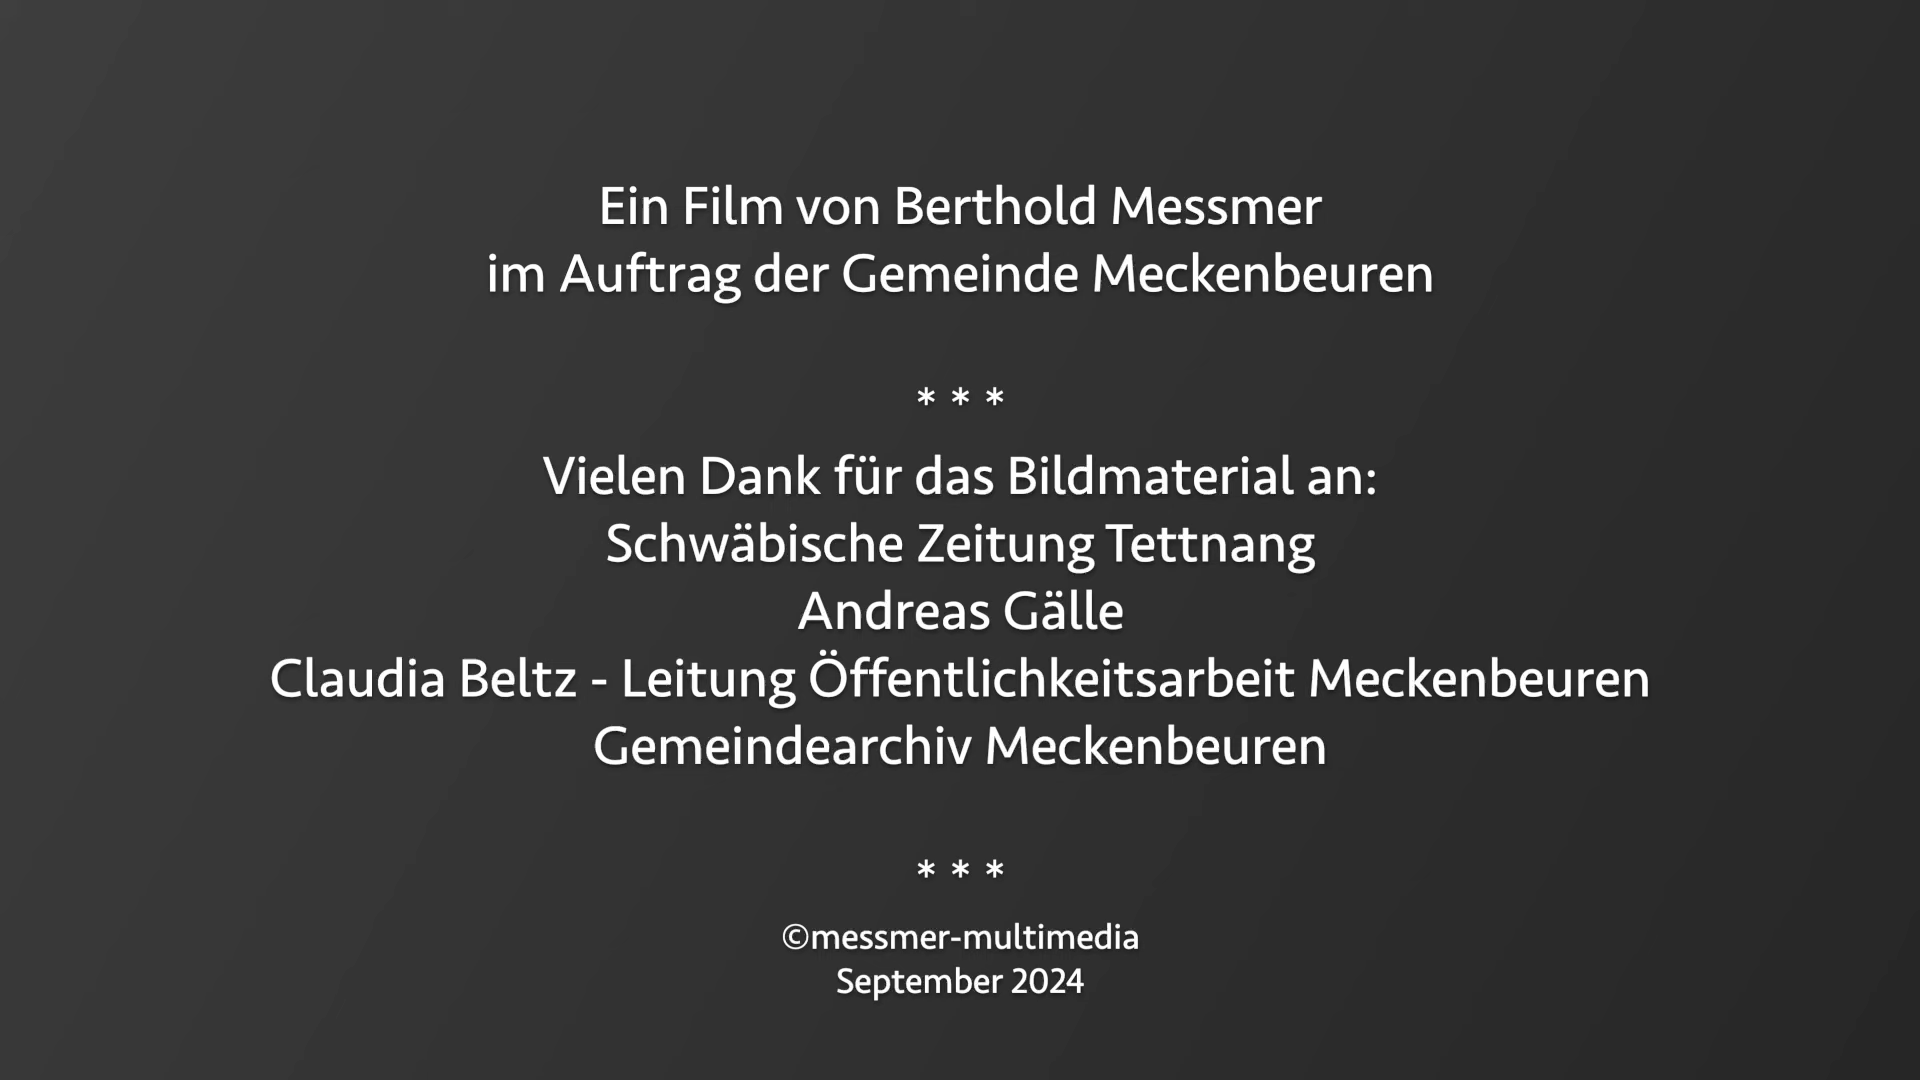 Ein Film von Berthold Messmer
im Auftrag der Gemeinde Meckenbeuren
* * *
Vielen Dank für das Bildmaterial an:
Schwäbische Zeitung Tettnang
Andreas Gälle
Claudia Beltz - Leitung Öffentlichkeitsarbeit Meckenbeuren
Gemeindearchiv Meckenbeuren
* * *
©messmer-multimedia
September 2024